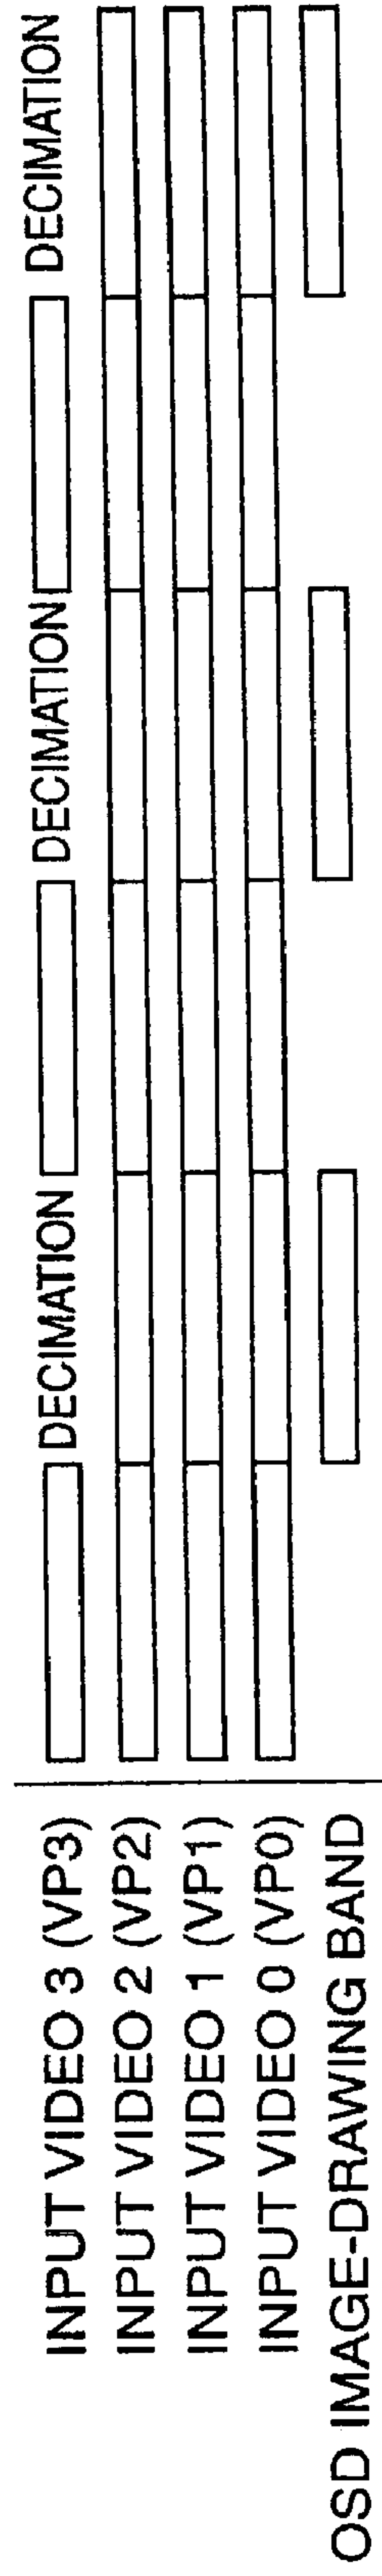 INPUT VIDEO 3 (VP3) DECIMATION DECIMATION DECIMATION
INPUT VIDEO 2 (VP2)
INPUT VIDEO 1 (VP1)
INPUT VIDEO 0 (VP0)
OSD IMAGE-DRAWING BAND